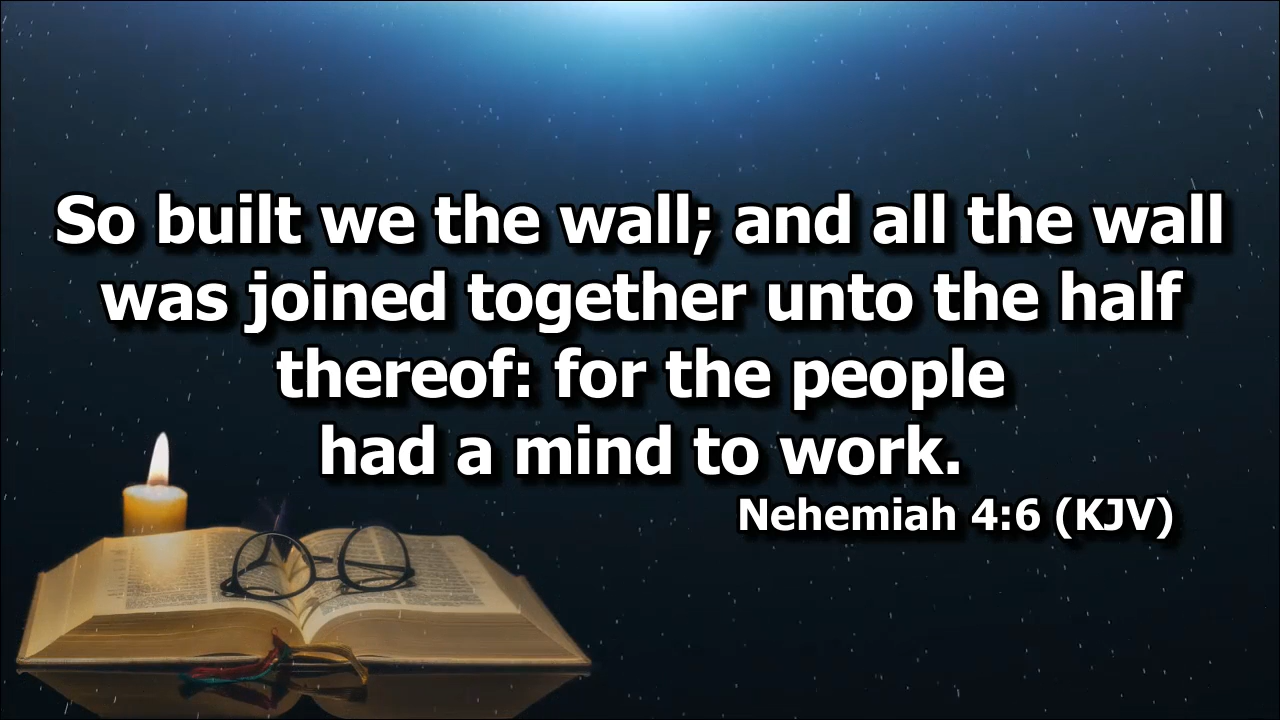 So built we the wall; and all the wall
was joined together unto the half
thereof: for the people
had a mind to work.
Nehemiah 4:6 (KJV)